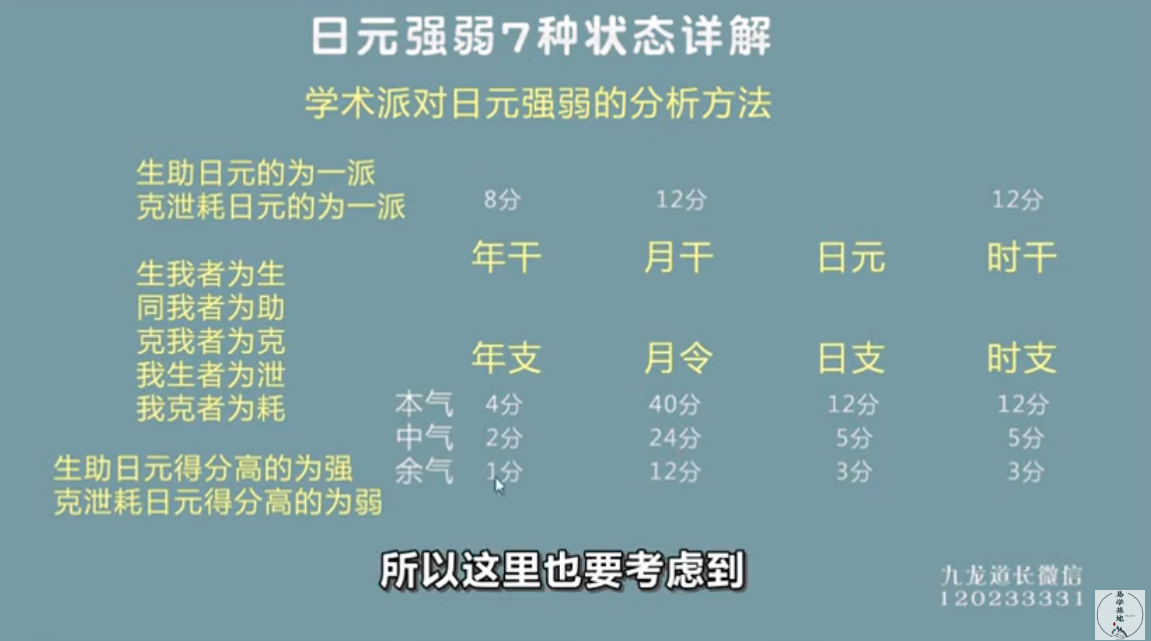 日元强弱7种状态详解
学术派对日元强弱的分析方法
生助日元的为一派
克泄耗日元的为一派
8分 12分 12分
年干 月干 日元 时干
生我者为生
同我者为助
克我者为克
我生者为泄
我克者为耗
年支 月令 日支 时支
本气 4分 40分 12分 12分
中气 2分 24分 5分 5分
余气 1分 12分 3分 3分
生助日元得分高的为强
克泄耗日元得分高的为弱
所以这里也要考虑到
九龙道长微信
120233331
易学基地